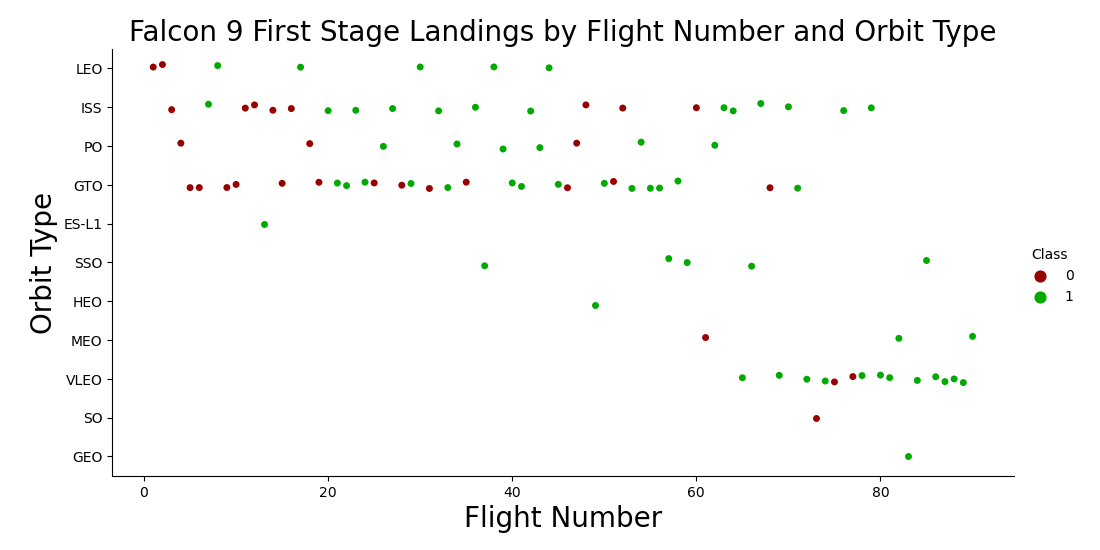 Falcon 9 First Stage Landings by Flight Number and Orbit Type
LEO
ISS
PO
GTO
ES-L1
SSO
HEO
MEO
VLEO
SO
GEO
Orbit Type
0
20
40
60
80
Flight Number
Class
0
1